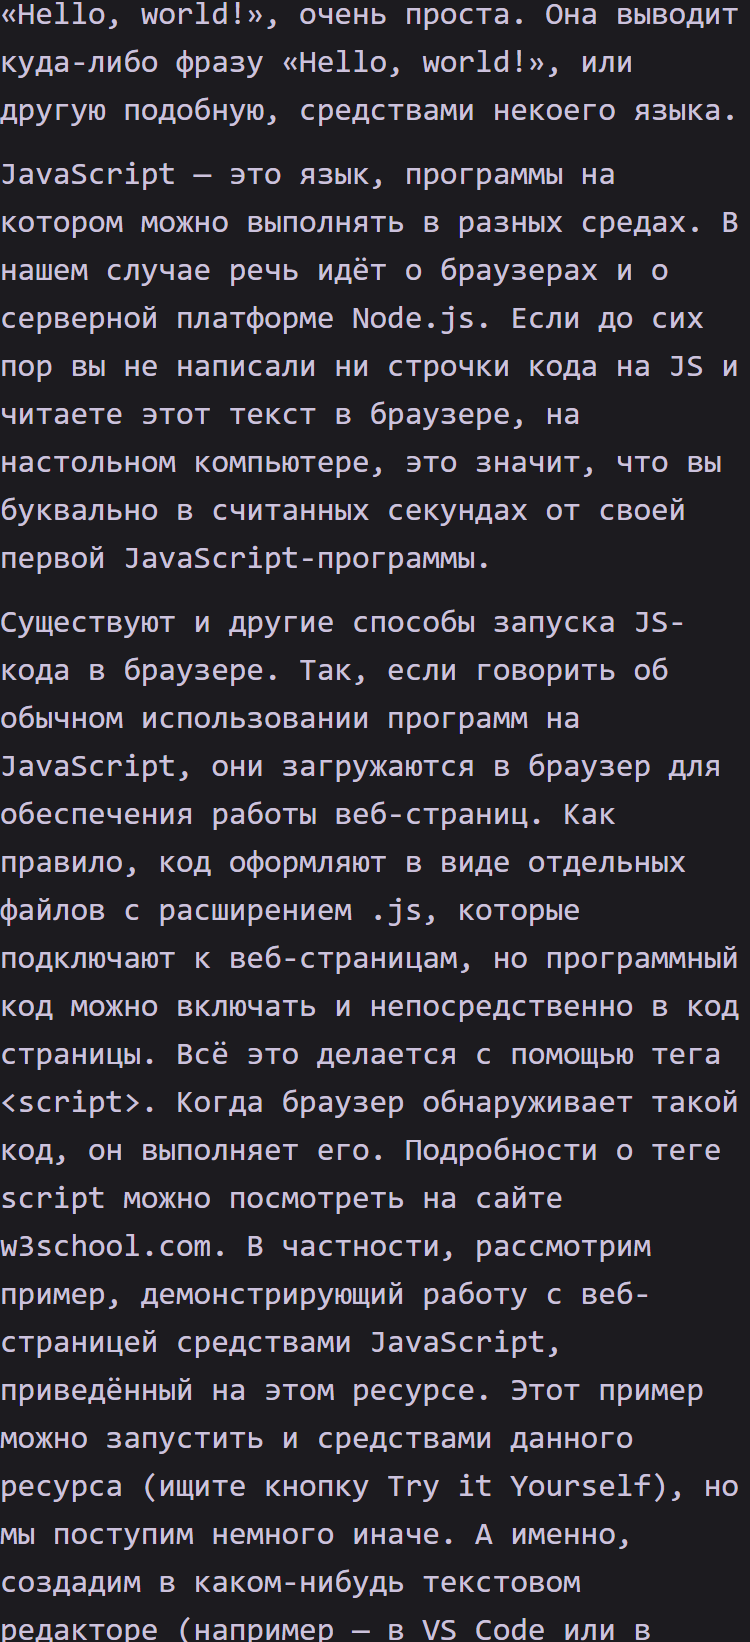 «Hello, world!», очень проста. Она выводит
куда-либо фразу «Hello, world!», или
другую подобную, средствами некоего языка.
JavaScript — это язык, программы на
котором можно выполнять в разных средах. В
нашем случае речь идёт о браузерах и о
серверной платформе Node.js. Если до сих
пор вы не написали ни строчки кода на JS и
читаете этот текст в браузере, на
настольном компьютере, это значит, что вы
буквально в считанных секундах от своей
первой JavaScript-программы.
Существуют и другие способы запуска JS-
кода в браузере. Так, если говорить об
обычном использовании программ на
JavaScript, они загружаются в браузер для
обеспечения работы веб-страниц. Как
правило, код оформляют в виде отдельных
файлов с расширением .js, которые
подключают к веб-страницам, но программный
код можно включать и непосредственно в код
страницы. Всё это делается с помощью тега
<script>. Когда браузер обнаруживает такой
код, он выполняет его. Подробности о теге
script можно посмотреть на сайте
w3school.com. В частности, рассмотрим
пример, демонстрирующий работу с веб-
страницей средствами JavaScript,
приведённый на этом ресурсе. Этот пример
можно запустить и средствами данного
ресурса (ищите кнопку Try it Yourself), но
мы поступим немного иначе. А именно,
создадим в каком-нибудь текстовом
редакторе (например — в VS Code или в